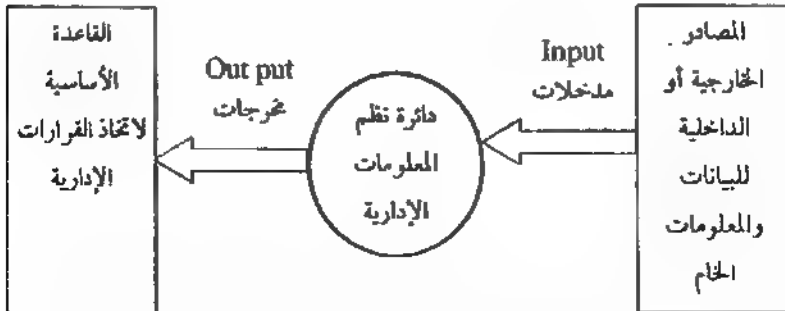 المصادر
الخارجية أو
الداخلية
للبيانات
والمعلومات
الخام
Input
مدخلات
دائرة نظم
المعلومات
الإدارية
Out put
مخرجات
القاعدة
الأساسية
لاتخاذ القرارات
الإدارية